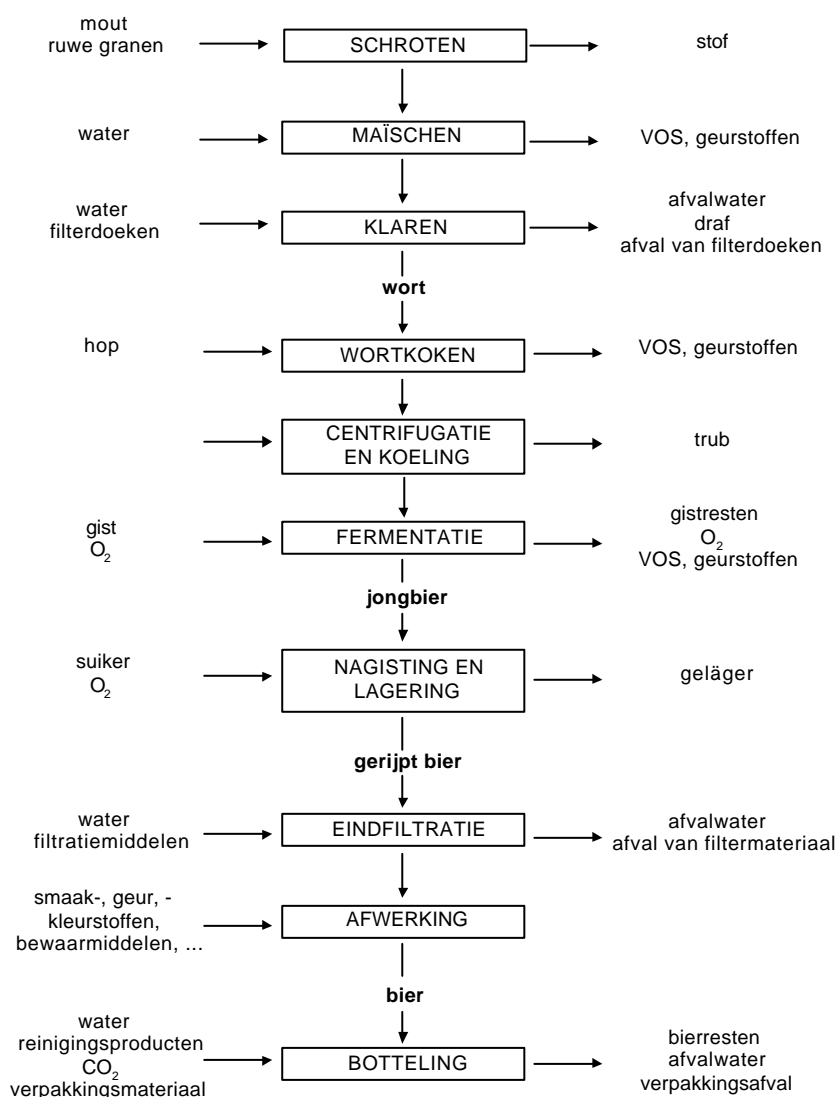 mout
ruwe granen
SCHROTEN
stof
water
MAÏSCHEN
VOS, geurstoffen
water
filterdoeken
KLAREN
afvalwater
draf
afval van filterdoeken
wort
hop
WORTKOKEN
VOS, geurstoffen
CENTRIFUGATIE
EN KOELING
trub
gist
O₂
FERMENTATIE
gistresten
O₂
VOS, geurstoffen
jongbier
suiker
O₂
NAGISTING EN
LAGERING
geläger
gerijpt bier
water
filtratiemiddelen
EINDFILTRATIE
afvalwater
afval van filtermateriaal
smaak-, geur, -
kleurstoffen,
bewaarmiddelen, ...
AFWERKING
bier
water
reinigingsproducten
CO₂
verpakkingsmateriaal
BOTTELING
bierresten
afvalwater
verpakkingsafval